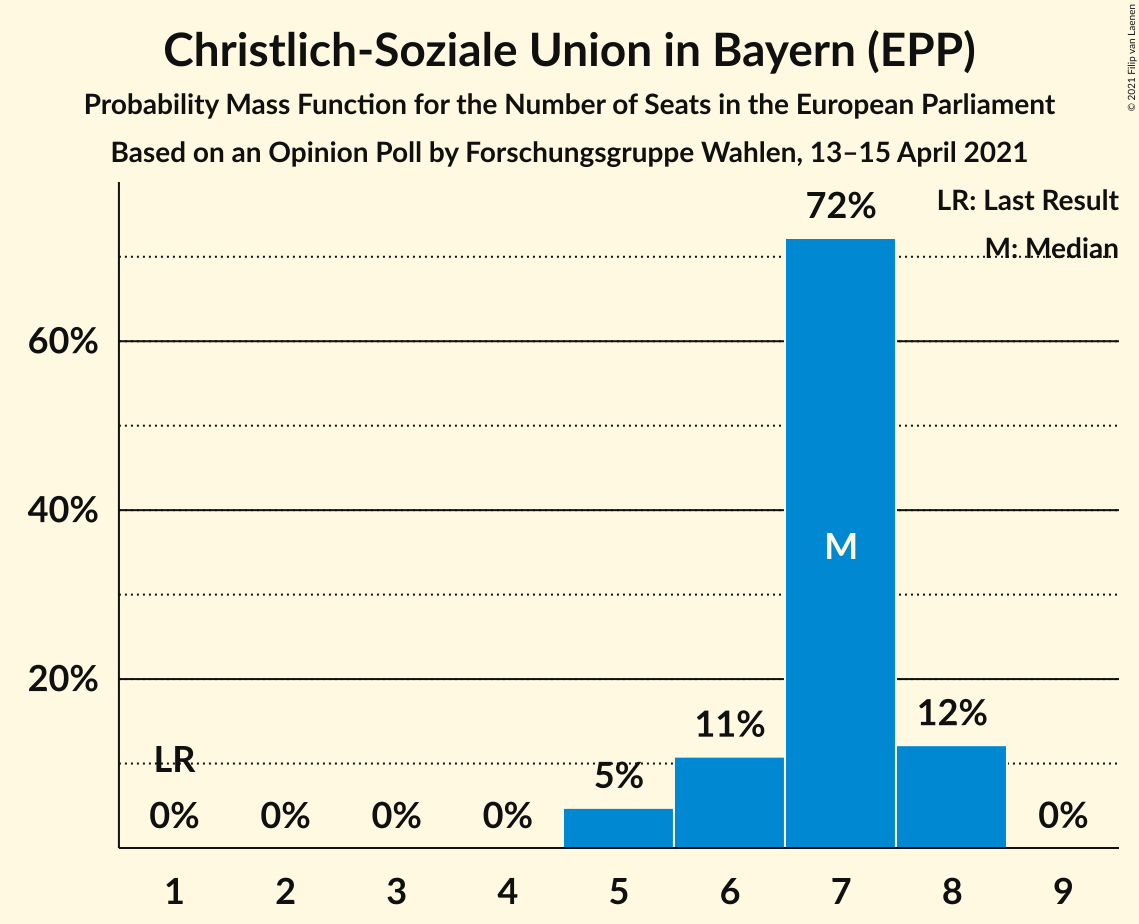 Christlich-Soziale Union in Bayern (EPP)
Probability Mass Function for the Number of Seats in the European Parliament
Based on an Opinion Poll by Forschungsgruppe Wahlen, 13–15 April 2021
© 2021 Filip van Laenen
LR: Last Result
M: Median
72%
60%
40%
M
20%
12%
11%
LR
5%
0% 0% 0% 0% 0%
1 2 3 4 5 6 7 8 9